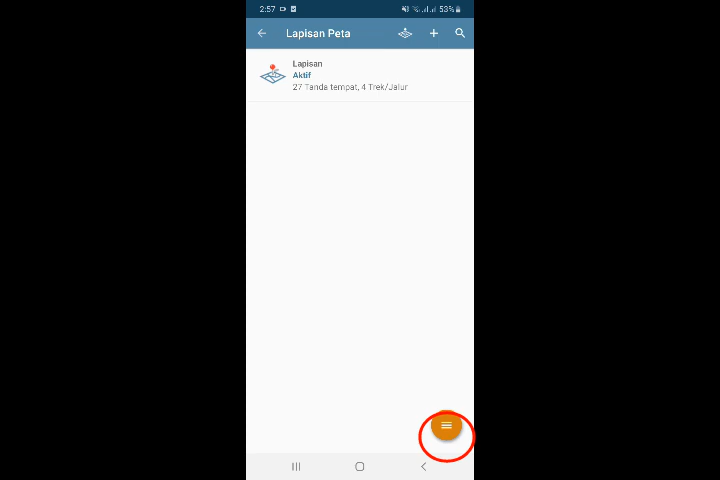 2:57 53%
Lapisan Peta
Lapisan
Aktif
27 Tanda tempat, 4 Trek/Jalur